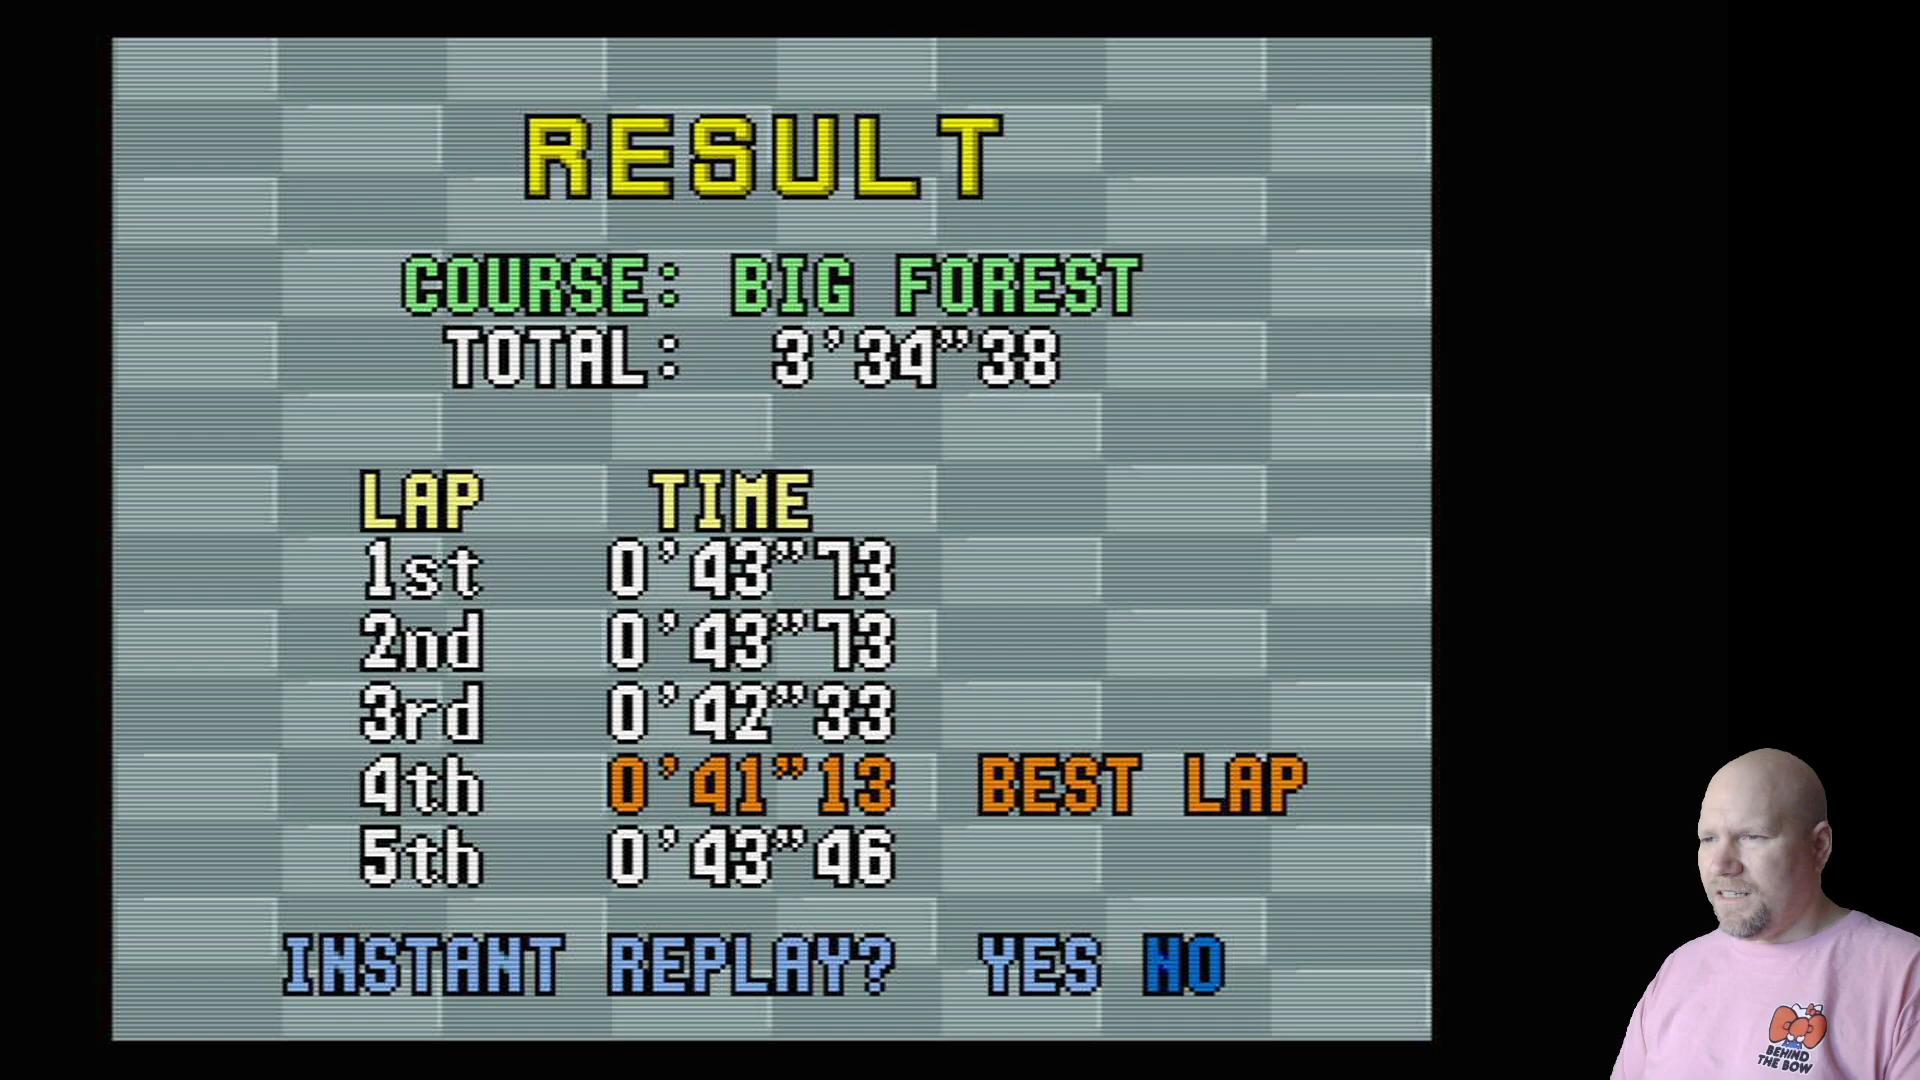 RESULT
COURSE: BIG FOREST
TOTAL: 3'34"38
LAP TIME
1st 0'43"73
2nd 0'43"73
3rd 0'42"33
4th 0'41"13 BEST LAP
5th 0'43"46
INSTANT REPLAY? YES NO
BEHIND
THE BOW